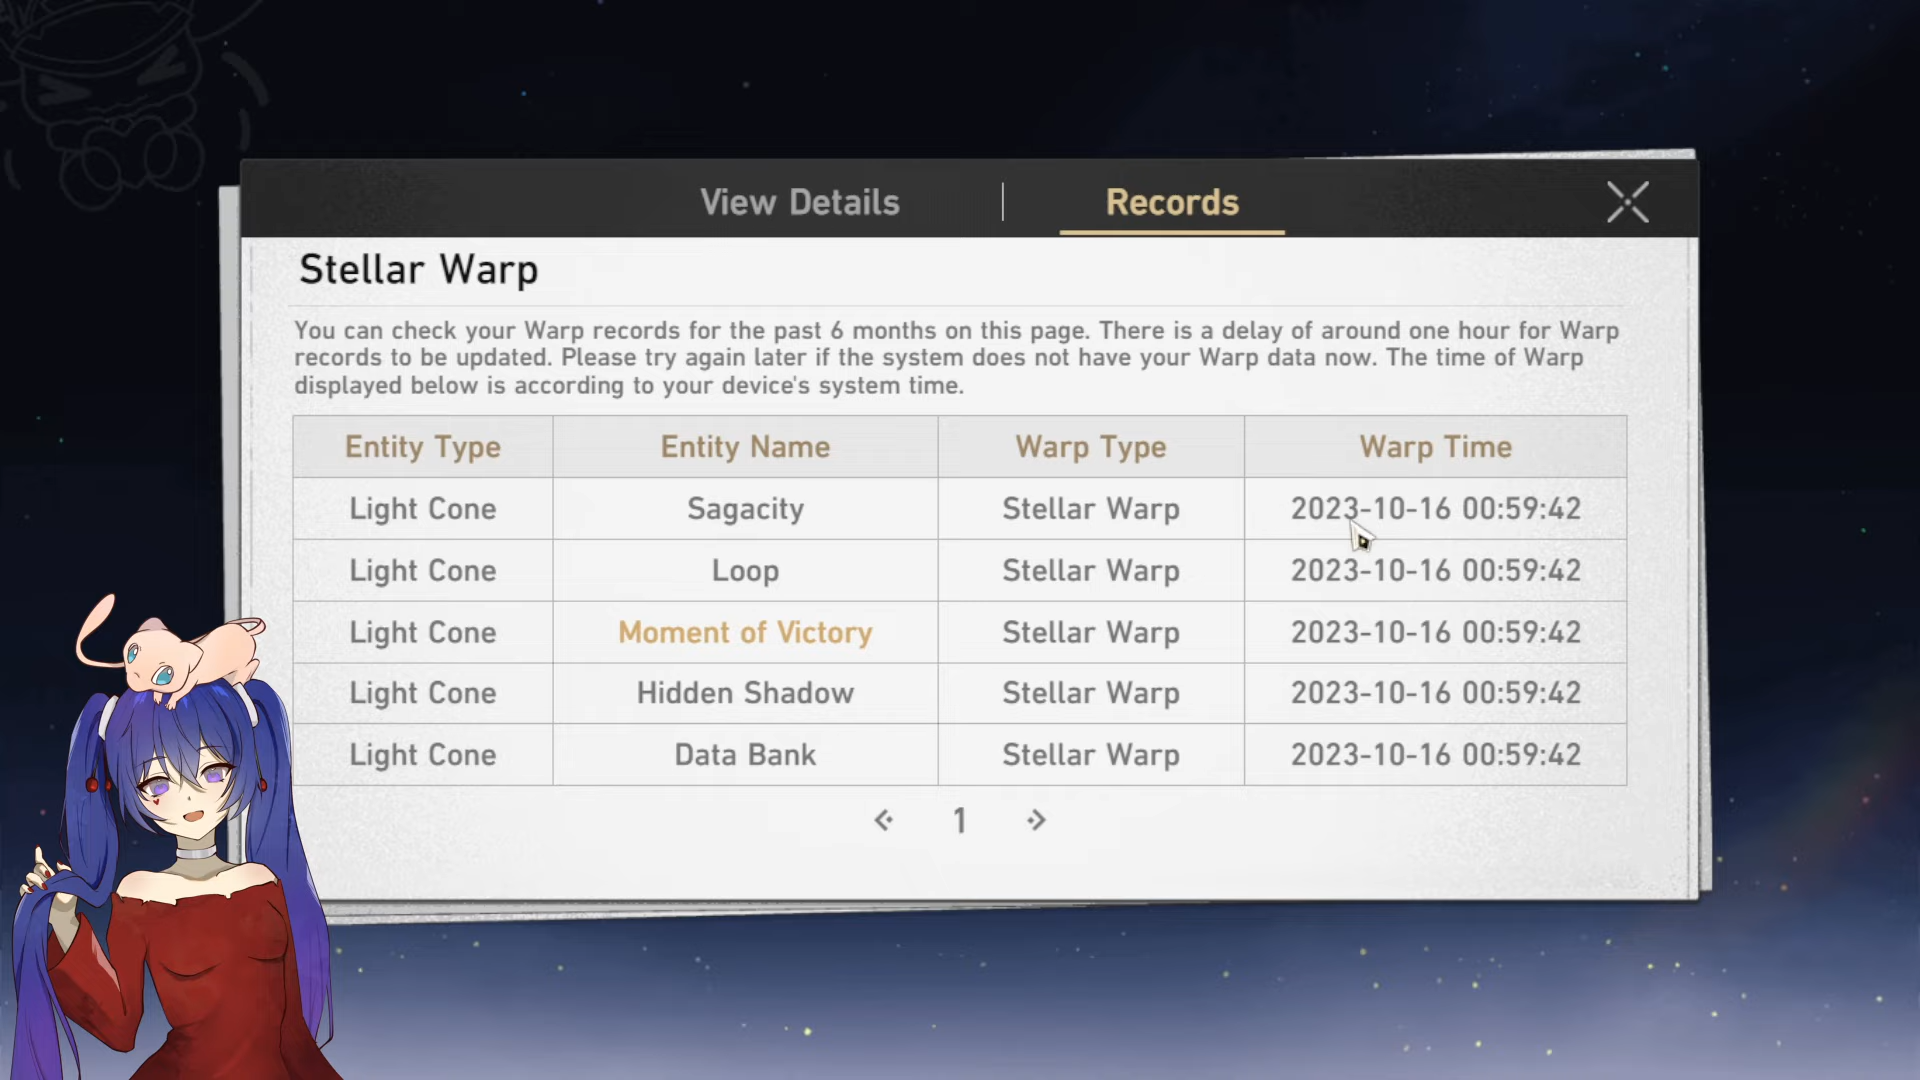 View Details
Records
Stellar Warp
You can check your Warp records for the past 6 months on this page. There is a delay of around one hour for Warp
records to be updated. Please try again later if the system does not have your Warp data now. The time of Warp
displayed below is according to your device's system time.
Entity Type Entity Name Warp Type Warp Time
Light Cone Sagacity Stellar Warp 2023-10-16 00:59:42
Light Cone Loop Stellar Warp 2023-10-16 00:59:42
Light Cone Moment of Victory Stellar Warp 2023-10-16 00:59:42
Light Cone Hidden Shadow Stellar Warp 2023-10-16 00:59:42
Light Cone Data Bank Stellar Warp 2023-10-16 00:59:42
1